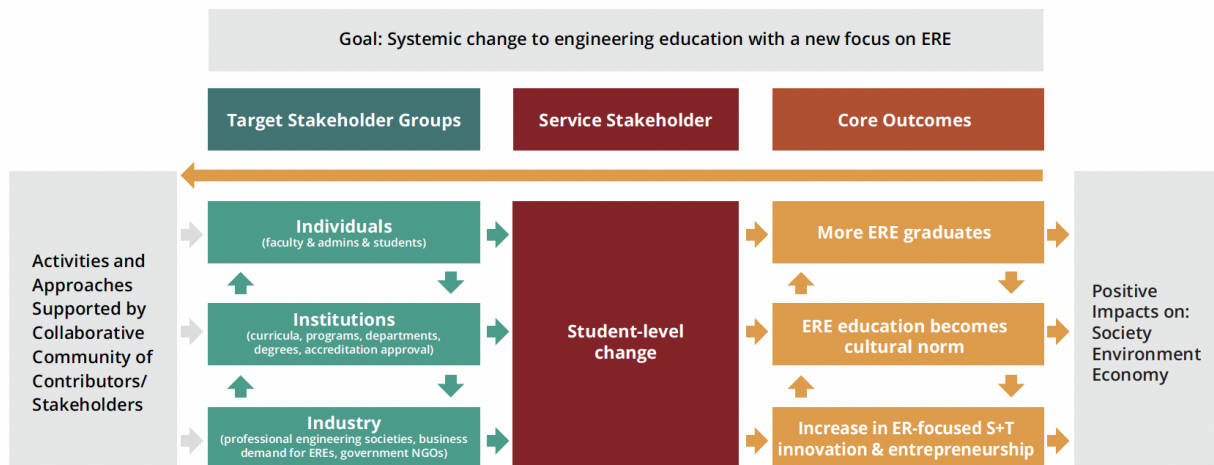 Goal: Systemic change to engineering education with a new focus on ERE
Target Stakeholder Groups
Service Stakeholder
Core Outcomes
Activities and
Approaches
Supported by
Collaborative
Community of
Contributors/
Stakeholders
Individuals
(faculty & admins & students)
Institutions
(curricula, programs, departments,
degrees, accreditation approval)
Industry
(professional engineering societies, business
demand for EREs, government NGOs)
Student-level
change
More ERE graduates
ERE education becomes
cultural norm
Increase in ER-focused S+T
innovation & entrepreneurship
Positive
Impacts on:
Society
Environment
Economy